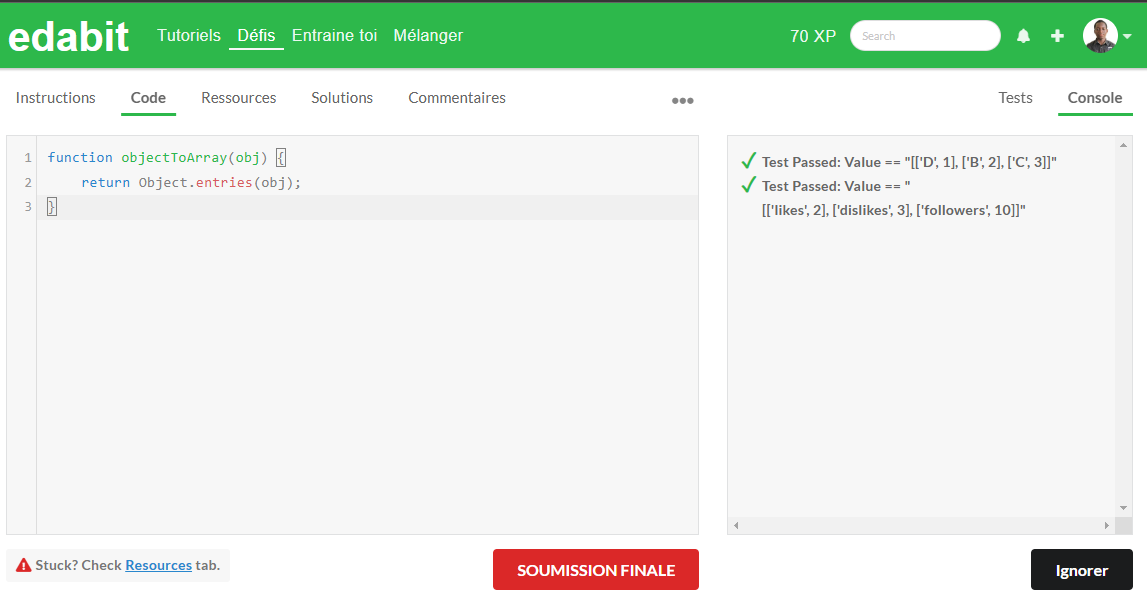 edabit Tutoriels Défis Entraine toi Mélanger 70 XP Search
Instructions Code Ressources Solutions Commentaires Tests Console
1 function objectToArray(obj) {
2 return Object.entries(obj);
3 }
Test Passed: Value == "[['D', 1], ['B', 2], ['C', 3]]"
Test Passed: Value == "
[['likes', 2], ['dislikes', 3], ['followers', 10]]"
Stuck? Check Resources tab. SOUMISSION FINALE Ignorer